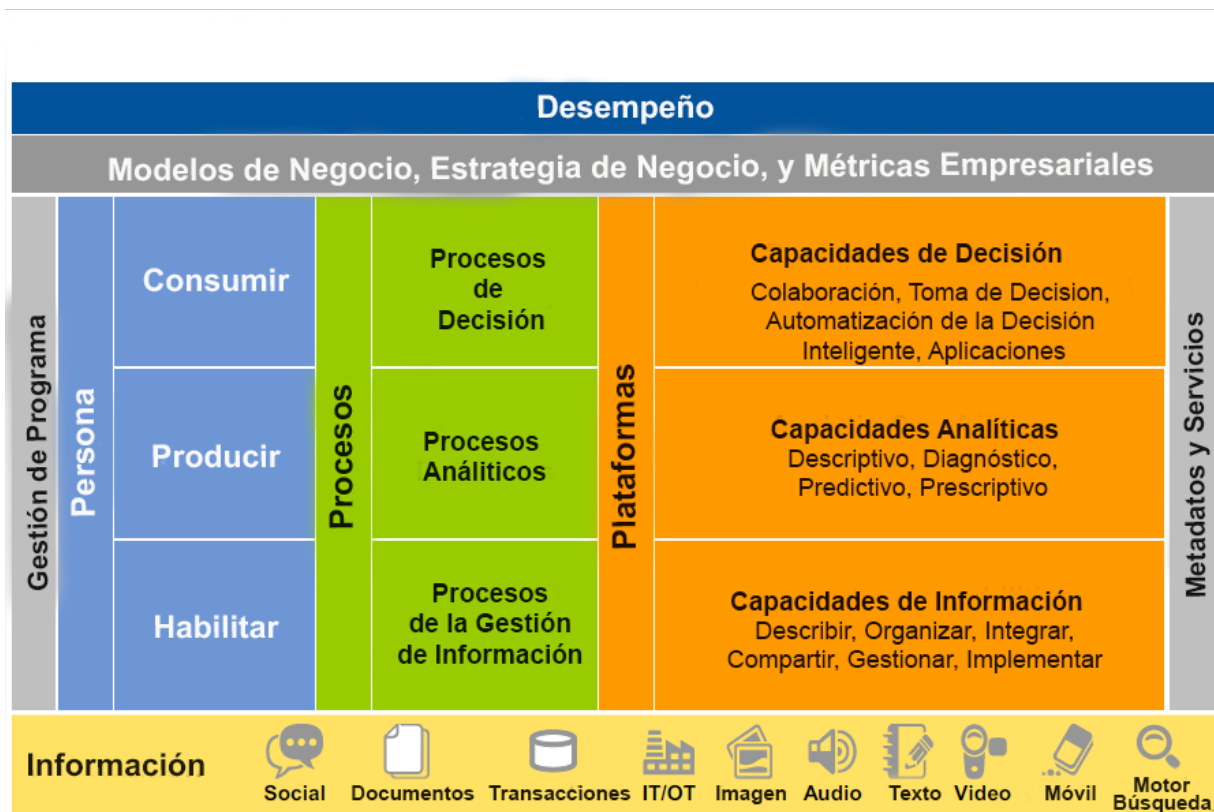 Desempeño
Modelos de Negocio, Estrategia de Negocio, y Métricas Empresariales
Gestión de Programa
Persona
Consumir
Producir
Habilitar
Procesos
Procesos
de
Decisión
Procesos
Análiticos
Procesos
de la Gestión
de Información
Plataformas
Capacidades de Decisión
Colaboración, Toma de Decision,
Automatización de la Decisión
Inteligente, Aplicaciones
Capacidades Analíticas
Descriptivo, Diagnóstico,
Predictivo, Prescriptivo
Capacidades de Información
Describir, Organizar, Integrar,
Compartir, Gestionar, Implementar
Metadatos y Servicios
Información
Social
Documentos
Transacciones
IT/OT
Imagen
Audio
Texto
Video
Móvil
Motor
Búsqueda